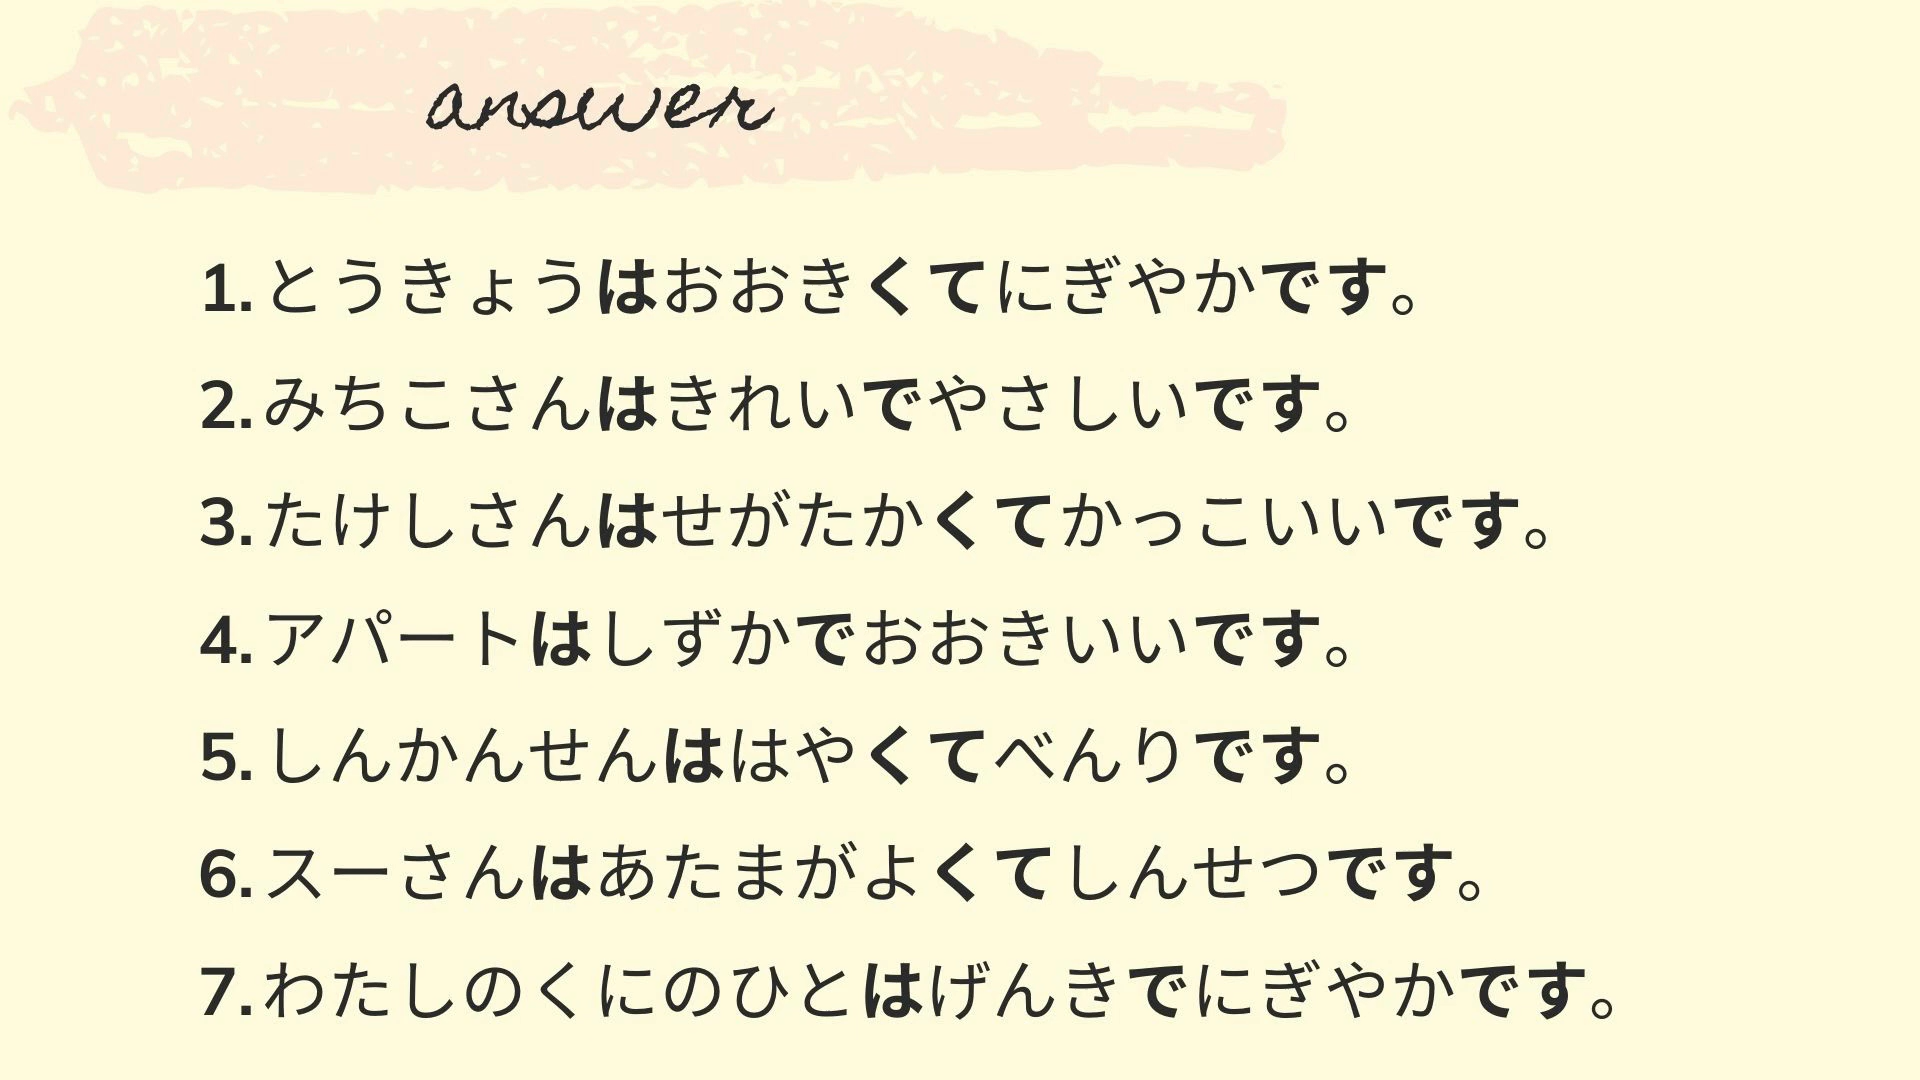 answer
1. とうきょうはおおきくてにぎやかです。
2. みちこさんはきれいでやさしいです。
3. たけしさんはせがたかくてかっこいいです。
4. アパートはしずかでおおきいいです。
5. しんかんせんははやくてべんりです。
6. スーさんはあたまがよくてしんせつです。
7. わたしのくにのひとはげんきでにぎやかです。